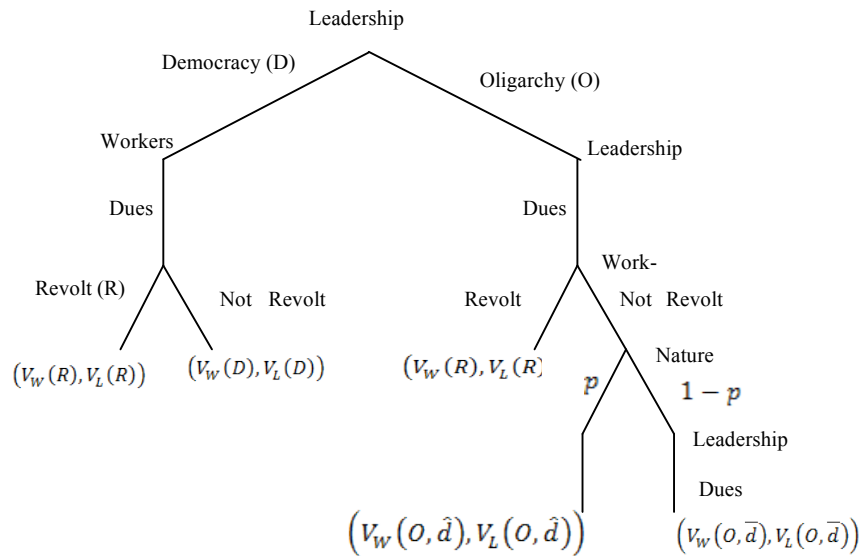 Leadership
Democracy (D)
Oligarchy (O)
Workers
Leadership
Dues
Dues
Work-
Revolt (R)
Not Revolt
Revolt
Not Revolt
(V_W(R), V_L(R))
(V_W(D), V_L(D))
(V_W(R), V_L(R
Nature
p
1 − p
Leadership
Dues
(V_W(O, d̂), V_L(O, d̂))
(V_W(O, d̅), V_L(O, d̅))